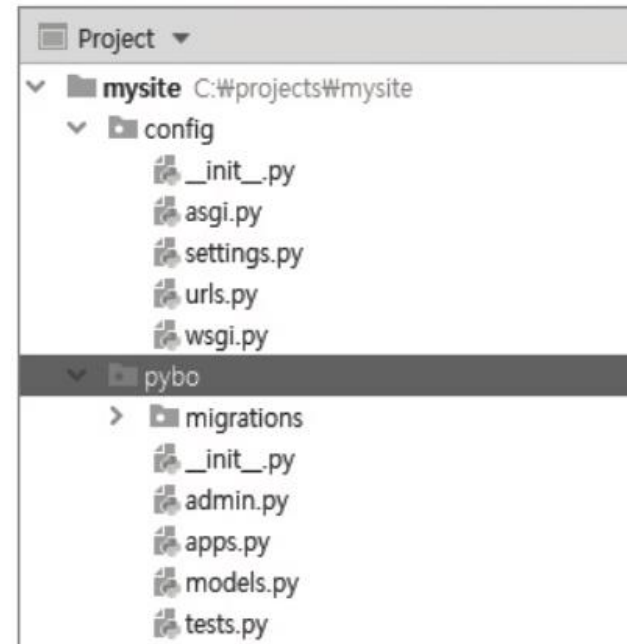 Project
mysite C:₩projects₩mysite
config
__init__.py
asgi.py
settings.py
urls.py
wsgi.py
pybo
migrations
__init__.py
admin.py
apps.py
models.py
tests.py